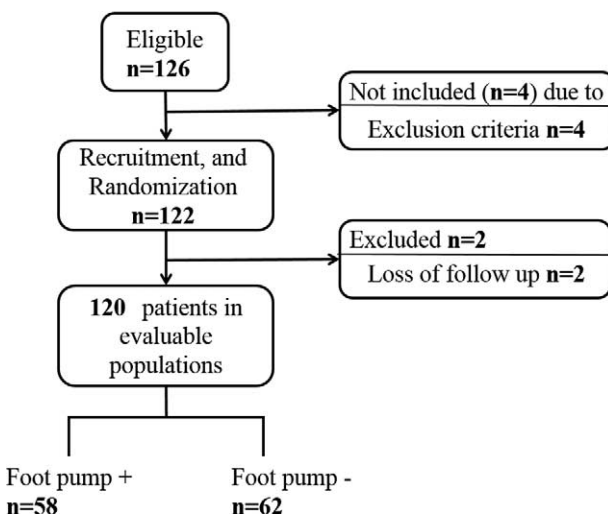 Eligible
n=126
Not included (n=4) due to
Exclusion criteria n=4
Recruitment, and
Randomization
n=122
Excluded n=2
Loss of follow up n=2
120 patients in
evaluable
populations
Foot pump +
n=58
Foot pump -
n=62